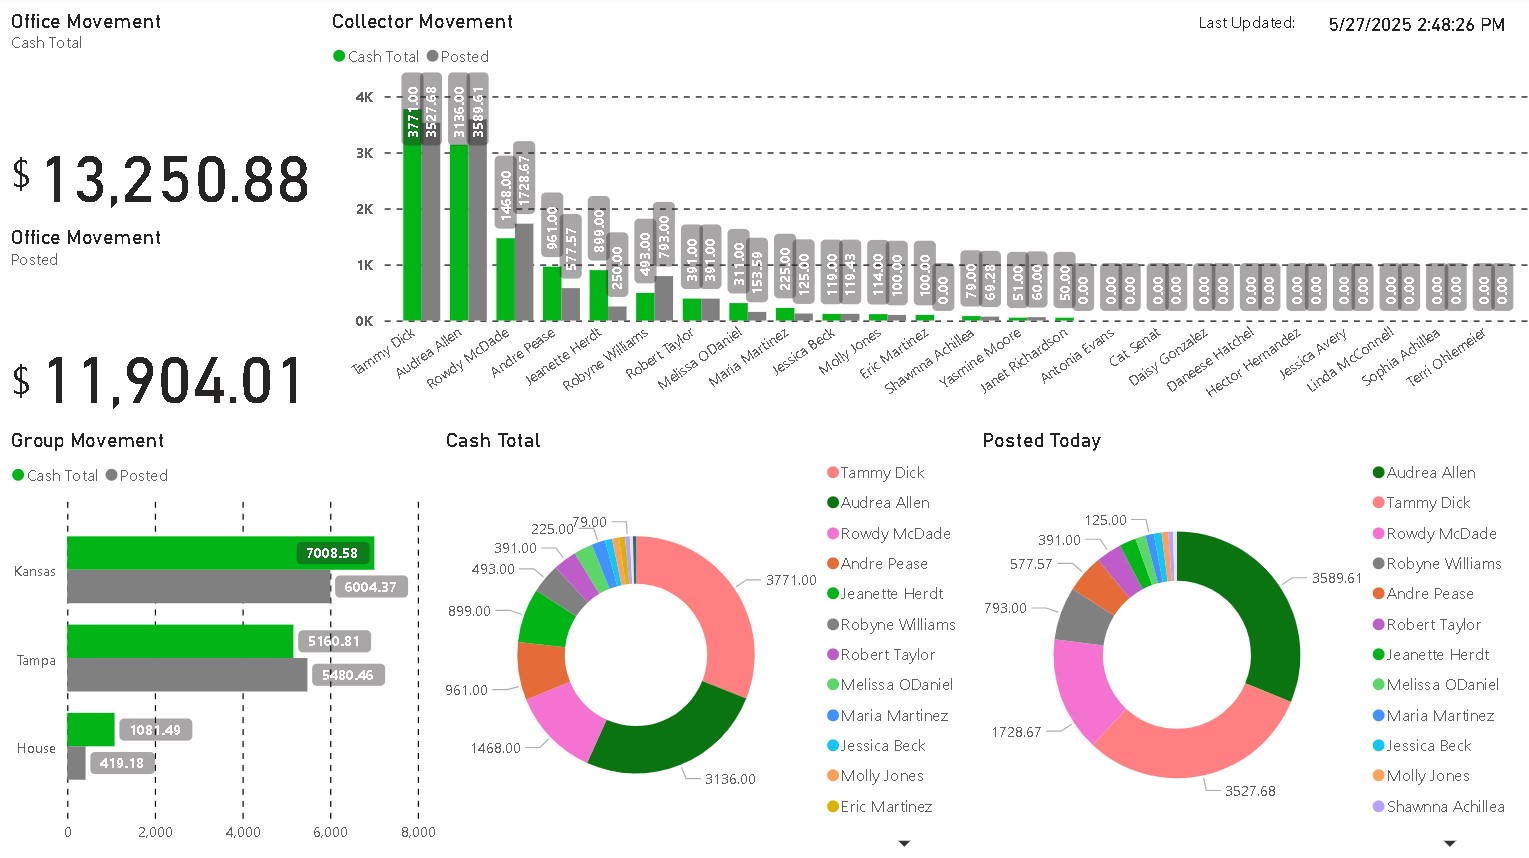 Office Movement
Cash Total
$ 13,250.88
Office Movement
Posted
$ 11,904.01
Collector Movement
Last Updated: 5/27/2025 2:48:26 PM
Cash Total Posted
4K
3K
2K
1K
0K
3771.00 3527.68 3136.00 3589.61 1468.00 1728.67 961.00 577.57 899.00 250.00 493.00 793.00 391.00 391.00 311.00 153.59 225.00 125.00 119.00 119.43 114.00 100.00 100.00 0.00 79.00 69.28 51.00 60.00 50.00 0.00 0.00 0.00 0.00 0.00 0.00 0.00 0.00 0.00 0.00 0.00 0.00 0.00 0.00 0.00 0.00 0.00 0.00 0.00
Tammy Dick
Audrea Allen
Rowdy McDade
Andre Pease
Jeanette Herdt
Robyne Williams
Robert Taylor
Melissa ODaniel
Maria Martinez
Jessica Beck
Molly Jones
Eric Martinez
Shawnna Achillea
Yasmine Moore
Janet Richardson
Antonia Evans
Cat Senat
Daisy Gonzalez
Daneese Hatchel
Hector Hernandez
Jessica Avery
Linda McConnell
Sophia Achillea
Terri Ohlemeier
Group Movement
Cash Total Posted
Kansas
7008.58
6004.37
Tampa
5160.81
5480.46
House
1081.49
419.18
0 2,000 4,000 6,000 8,000
Cash Total
79.00
225.00
391.00
493.00
899.00
961.00
1468.00
3136.00
3771.00
Tammy Dick
Audrea Allen
Rowdy McDade
Andre Pease
Jeanette Herdt
Robyne Williams
Robert Taylor
Melissa ODaniel
Maria Martinez
Jessica Beck
Molly Jones
Eric Martinez
Posted Today
125.00
391.00
577.57
793.00
1728.67
3527.68
3589.61
Audrea Allen
Tammy Dick
Rowdy McDade
Robyne Williams
Andre Pease
Robert Taylor
Jeanette Herdt
Melissa ODaniel
Maria Martinez
Jessica Beck
Molly Jones
Shawnna Achillea